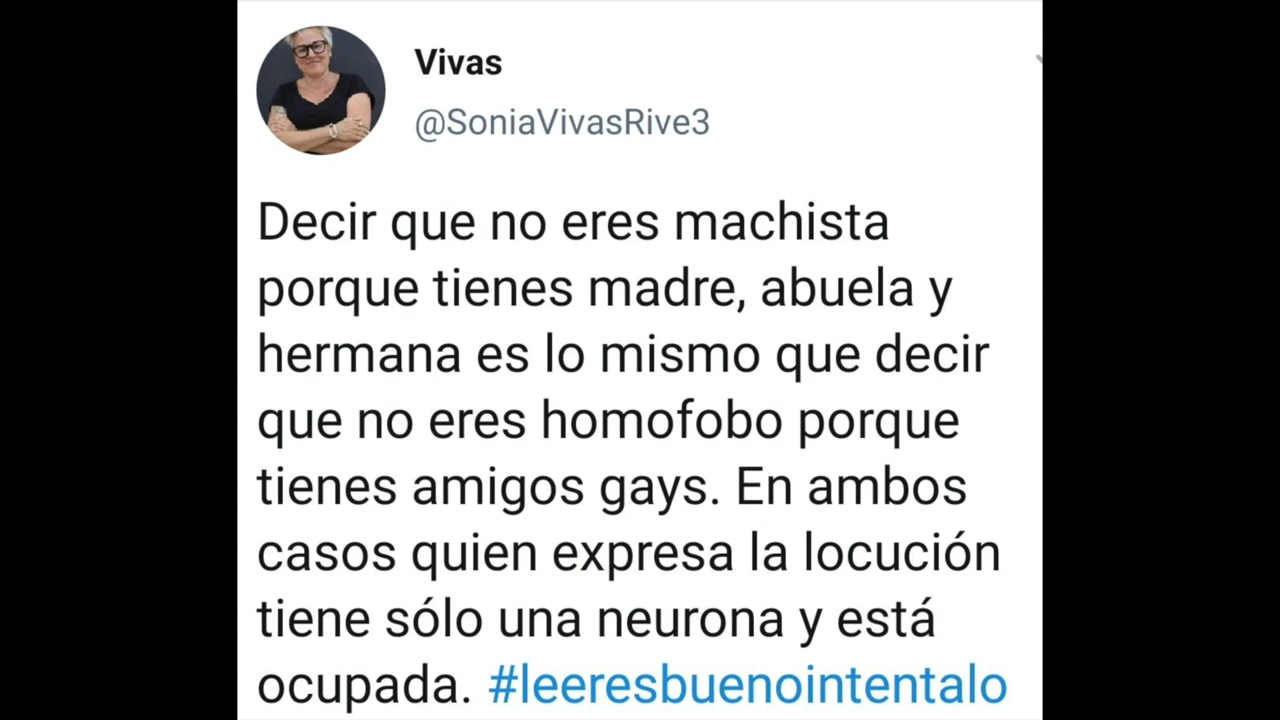 Vivas
@SoniaVivasRive3
Decir que no eres machista
porque tienes madre, abuela y
hermana es lo mismo que decir
que no eres homofobo porque
tienes amigos gays. En ambos
casos quien expresa la locución
tiene sólo una neurona y está
ocupada. #leeresbuenointentalo